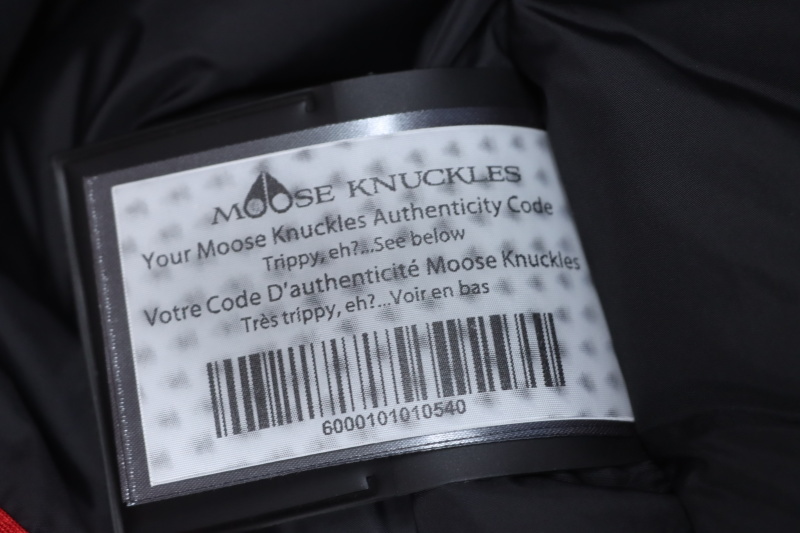 MOOSE KNUCKLES
Your Moose Knuckles Authenticity Code
Trippy, eh?...See below
Votre Code D'authenticité Moose Knuckles
Très trippy, eh?...Voir en bas
6000101010540